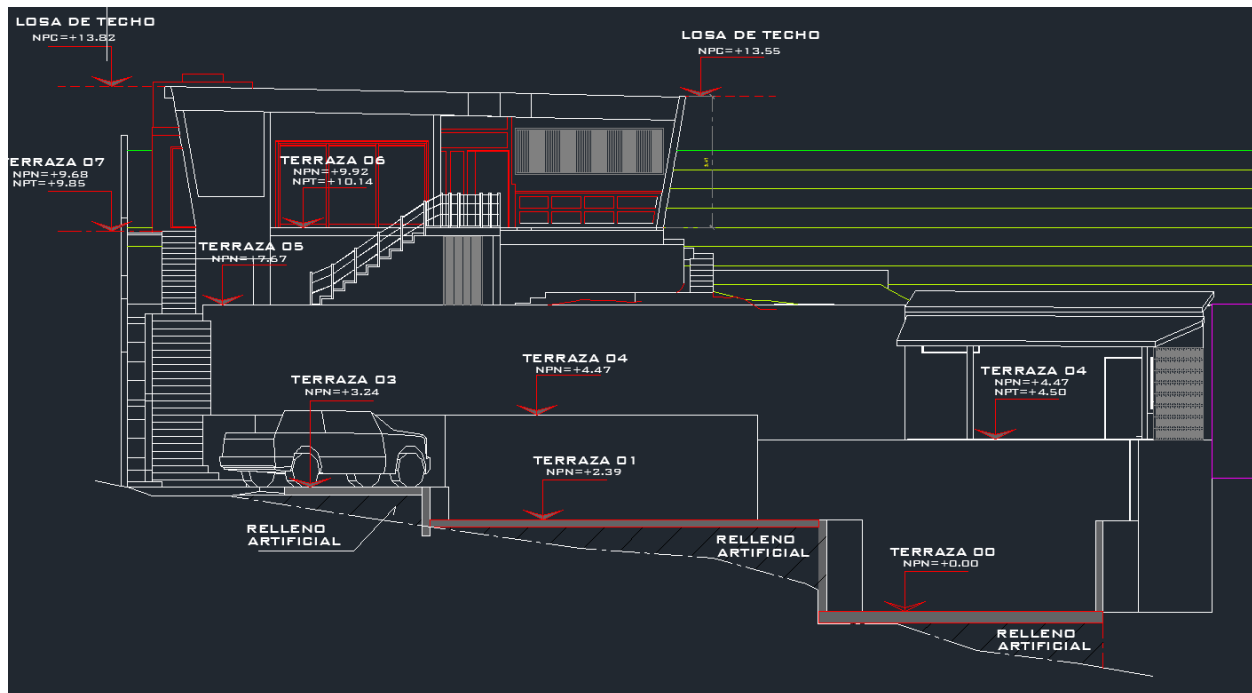 LOSA DE TECHO
NPC=+13.82
LOSA DE TECHO
NPC=+13.55
TERRAZA 07
NPN=+9.68
NPT=+9.85
TERRAZA 06
NPN=+9.92
NPT=+10.14
TERRAZA 05
NPN=+7.67
TERRAZA 04
NPN=+4.47
TERRAZA 03
NPN=+3.24
TERRAZA 04
NPN=+4.47
NPT=+4.50
TERRAZA 01
NPN=+2.39
RELLENO
ARTIFICIAL
RELLENO
ARTIFICIAL
TERRAZA 00
NPN=+0.00
RELLENO
ARTIFICIAL